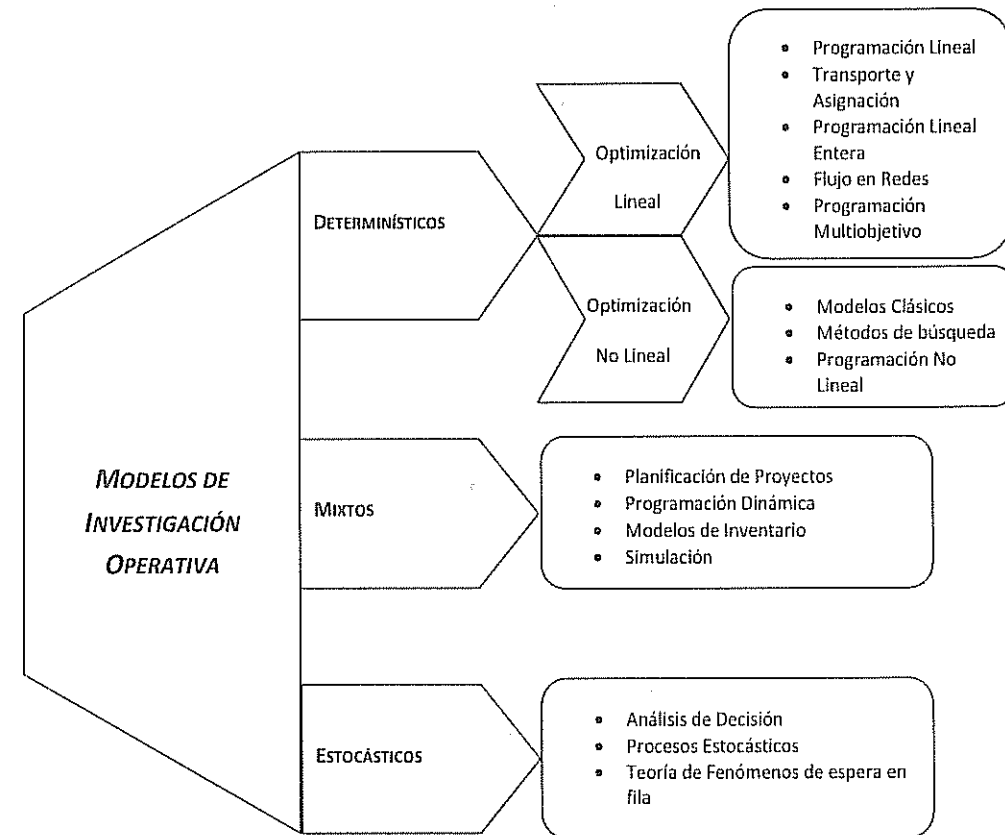 MODELOS DE
INVESTIGACIÓN
OPERATIVA
DETERMINÍSTICOS
Optimización
Lineal
• Programación Lineal
• Transporte y
Asignación
• Programación Lineal
Entera
• Flujo en Redes
• Programación
Multiobjetivo
Optimización
No Lineal
• Modelos Clásicos
• Métodos de búsqueda
• Programación No
Lineal
MIXTOS
• Planificación de Proyectos
• Programación Dinámica
• Modelos de Inventario
• Simulación
ESTOCÁSTICOS
• Análisis de Decisión
• Procesos Estocásticos
• Teoría de Fenómenos de espera en
fila